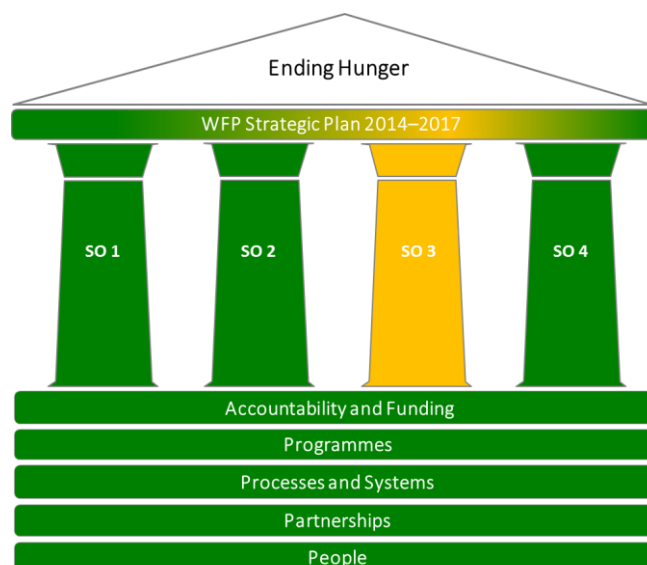 Ending Hunger
WFP Strategic Plan 2014–2017
SO 1
SO 2
SO 3
SO 4
Accountability and Funding
Programmes
Processes and Systems
Partnerships
People